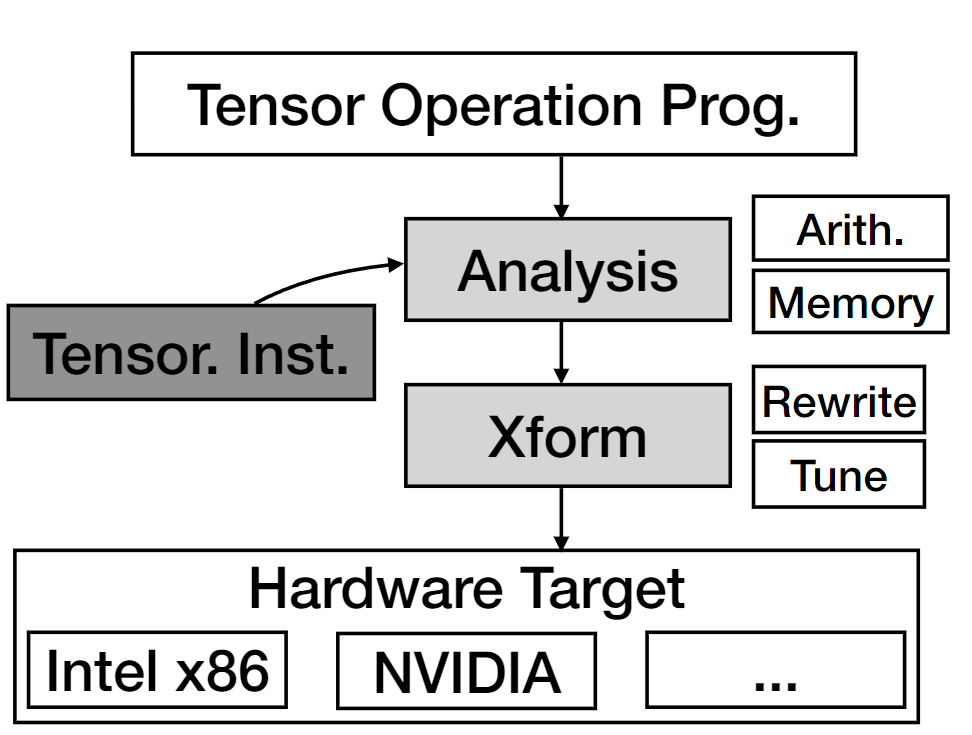 Tensor Operation Prog.
Analysis
Arith.
Memory
Tensor. Inst.
Xform
Rewrite
Tune
Hardware Target
Intel x86
NVIDIA
...